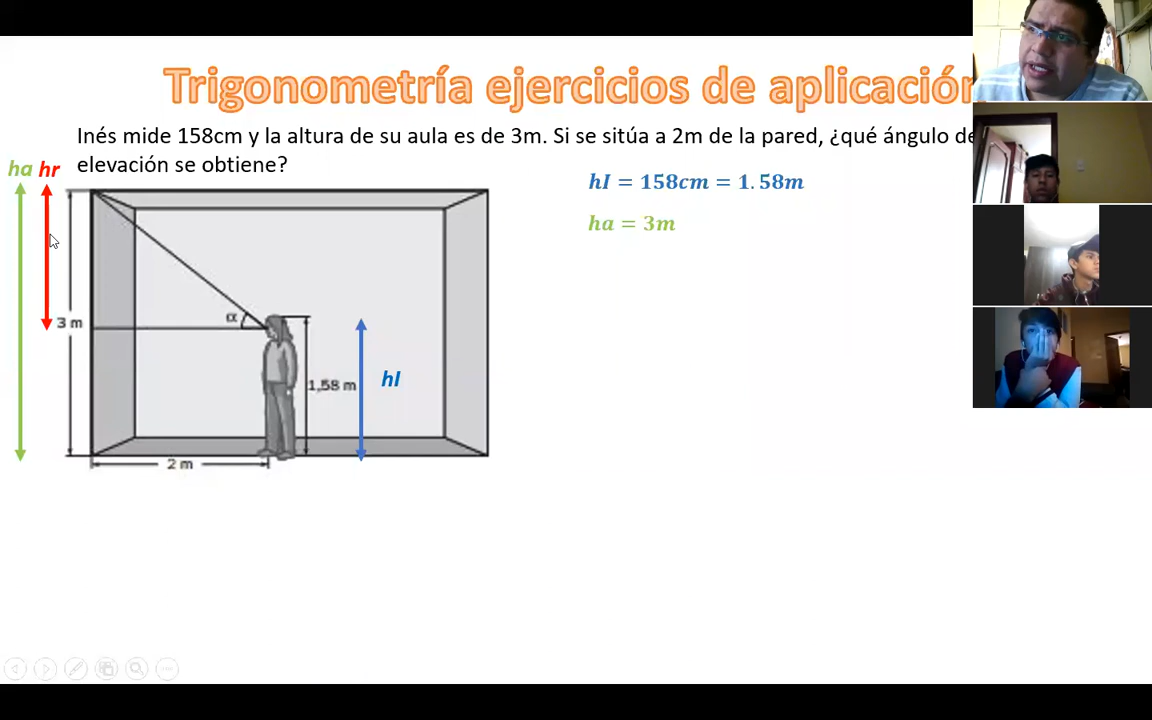 Trigonometría ejercicios de aplicación
Inés mide 158cm y la altura de su aula es de 3m. Si se sitúa a 2m de la pared, ¿qué ángulo de
elevación se obtiene?
ha hr
hI = 158cm = 1.58m
ha = 3m
α
3 m
1,58 m
hI
2 m